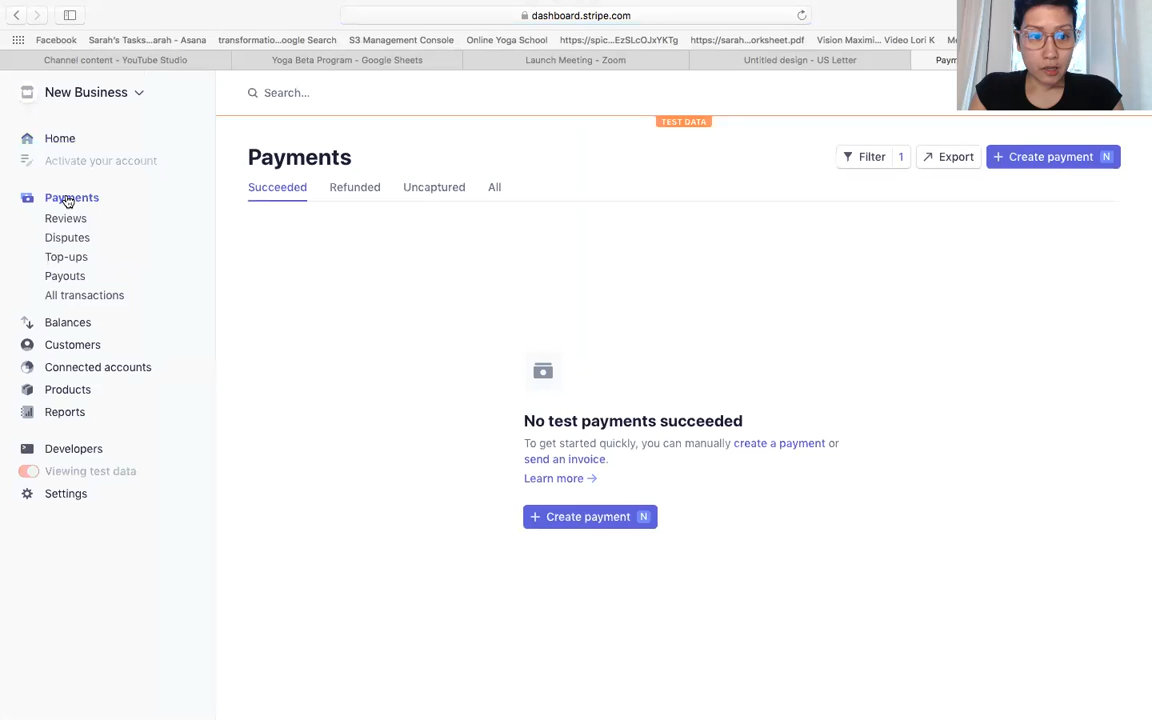 dashboard.stripe.com
Facebook
Sarah's Tasks...arah - Asana
transformatio...oogle Search
S3 Management Console
Online Yoga School
https://spic...EzSLcOJxYKTg
https://sarah...orksheet.pdf
Vision Maximi... Video Lori K
Me
Channel content - YouTube Studio
Yoga Beta Program - Google Sheets
Launch Meeting - Zoom
Untitled design - US Letter
Paym
New Business
Search...
TEST DATA
Home
Activate your account
Payments
Reviews
Disputes
Top-ups
Payouts
All transactions
Balances
Customers
Connected accounts
Products
Reports
Developers
Viewing test data
Settings
Payments
Filter 1
Export
+ Create payment N
Succeeded
Refunded
Uncaptured
All
No test payments succeeded
To get started quickly, you can manually create a payment or
send an invoice.
Learn more →
+ Create payment N